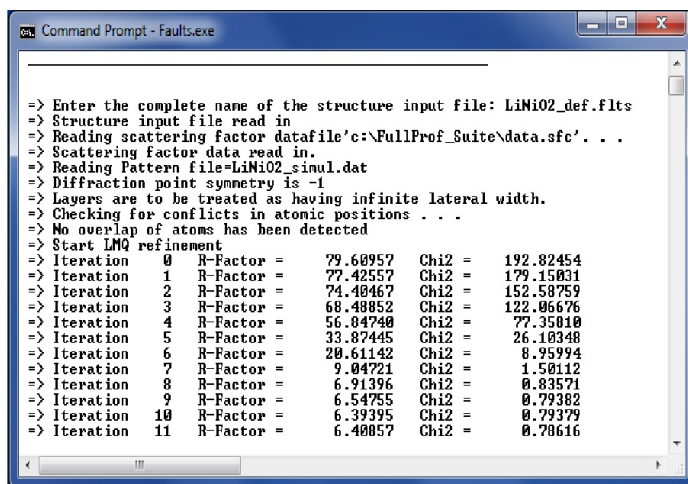 Command Prompt - Faults.exe
=> Enter the complete name of the structure input file: LiNiO2_def.flts
=> Structure input file read in
=> Reading scattering factor datafile'c:\FullProf_Suite\data.sfc'. . .
=> Scattering factor data read in.
=> Reading Pattern file=LiNiO2_simul.dat
=> Diffraction point symmetry is -1
=> Layers are to be treated as having infinite lateral width.
=> Checking for conflicts in atomic positions . . .
=> No overlap of atoms has been detected
=> Start LMQ refinement
=> Iteration 0 R-Factor = 79.60957 Chi2 = 192.82454
=> Iteration 1 R-Factor = 77.42557 Chi2 = 179.15031
=> Iteration 2 R-Factor = 74.40467 Chi2 = 152.58759
=> Iteration 3 R-Factor = 68.48852 Chi2 = 122.06676
=> Iteration 4 R-Factor = 56.84740 Chi2 = 77.35810
=> Iteration 5 R-Factor = 33.87445 Chi2 = 26.10348
=> Iteration 6 R-Factor = 20.61142 Chi2 = 8.95994
=> Iteration 7 R-Factor = 9.04721 Chi2 = 1.50112
=> Iteration 8 R-Factor = 6.91396 Chi2 = 0.83571
=> Iteration 9 R-Factor = 6.54755 Chi2 = 0.79382
=> Iteration 10 R-Factor = 6.39395 Chi2 = 0.79379
=> Iteration 11 R-Factor = 6.40857 Chi2 = 0.78616